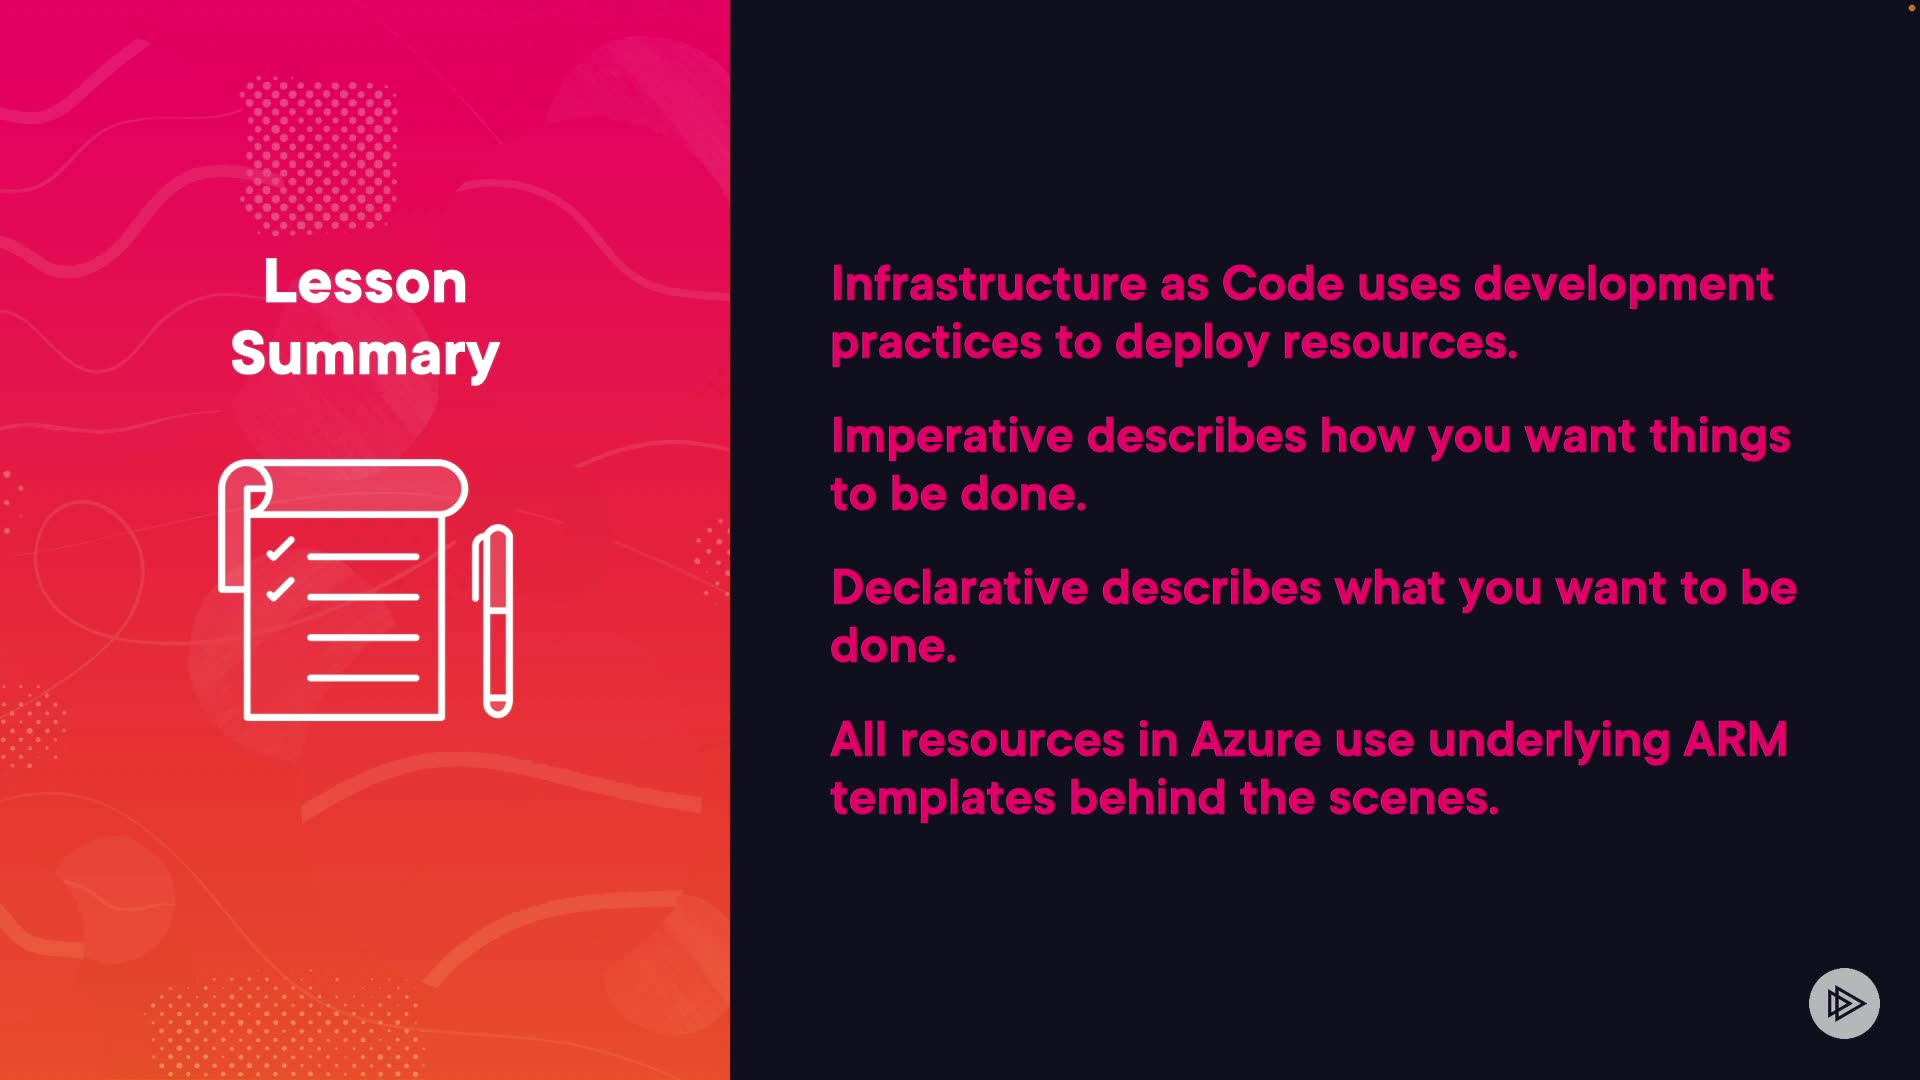 Lesson
Summary
Infrastructure as Code uses development
practices to deploy resources.
Imperative describes how you want things
to be done.
Declarative describes what you want to be
done.
All resources in Azure use underlying ARM
templates behind the scenes.